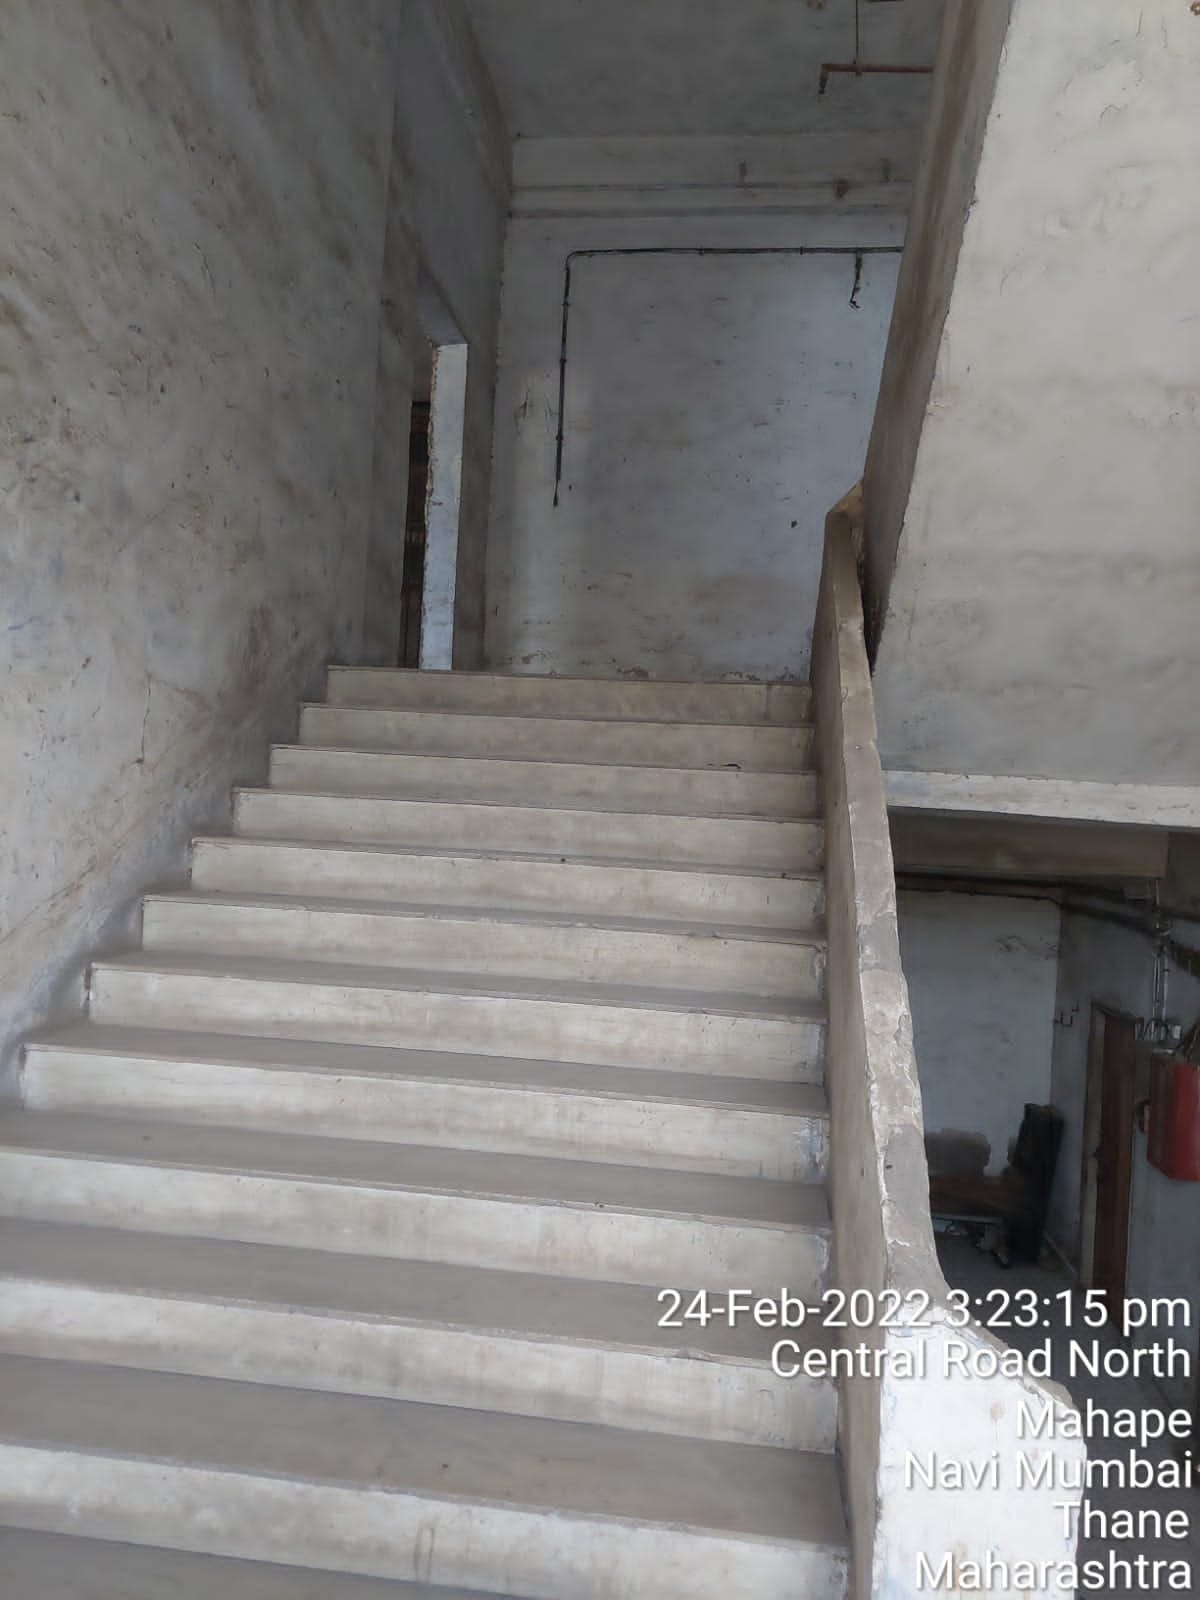 24-Feb-2022 3:23:15 pm
Central Road North
Mahape
Navi Mumbai
Thane
Maharashtra